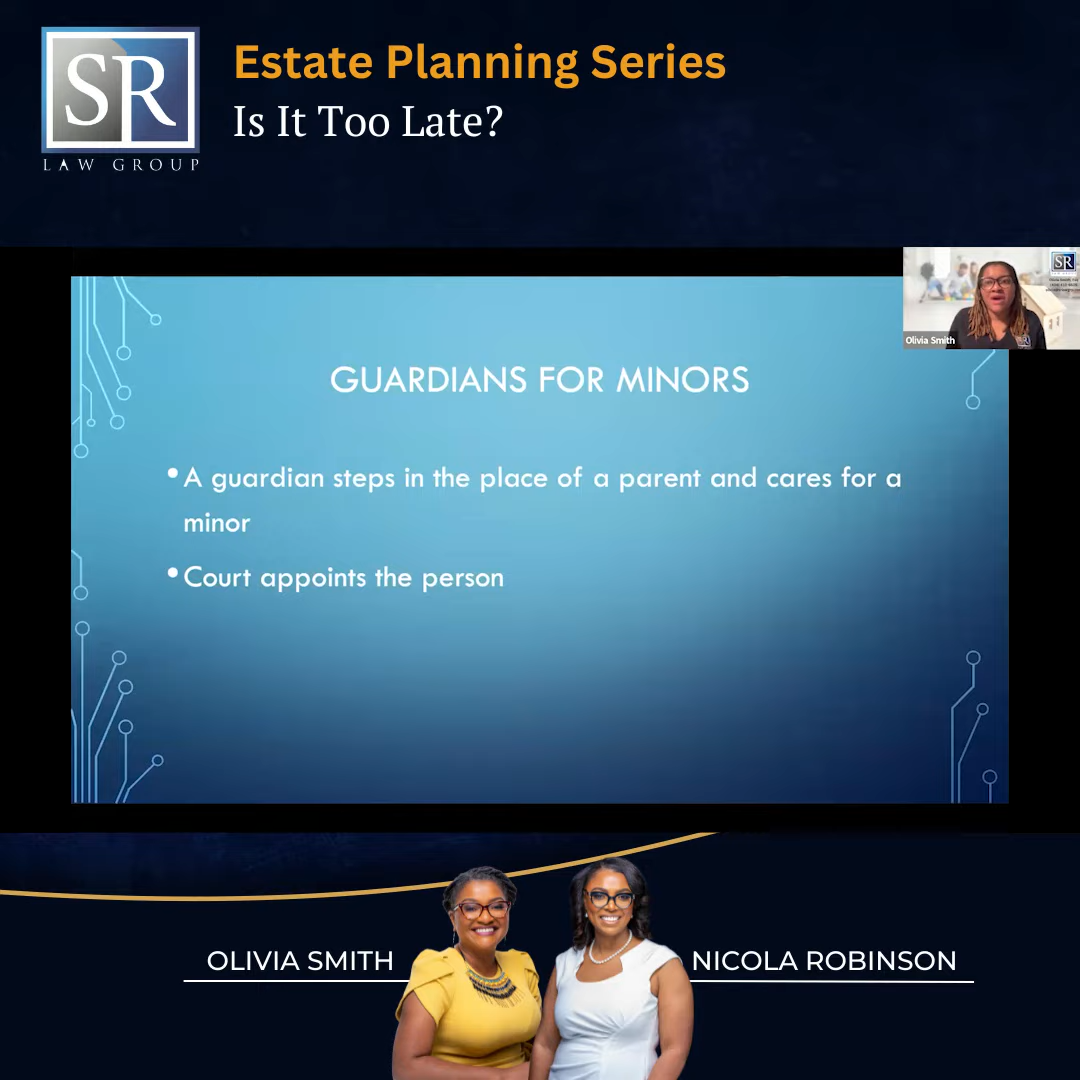 SR
LAW GROUP
Estate Planning Series
Is It Too Late?
SR
Olivia Smith
GUARDIANS FOR MINORS
•A guardian steps in the place of a parent and cares for a
minor
•Court appoints the person
OLIVIA SMITH
NICOLA ROBINSON